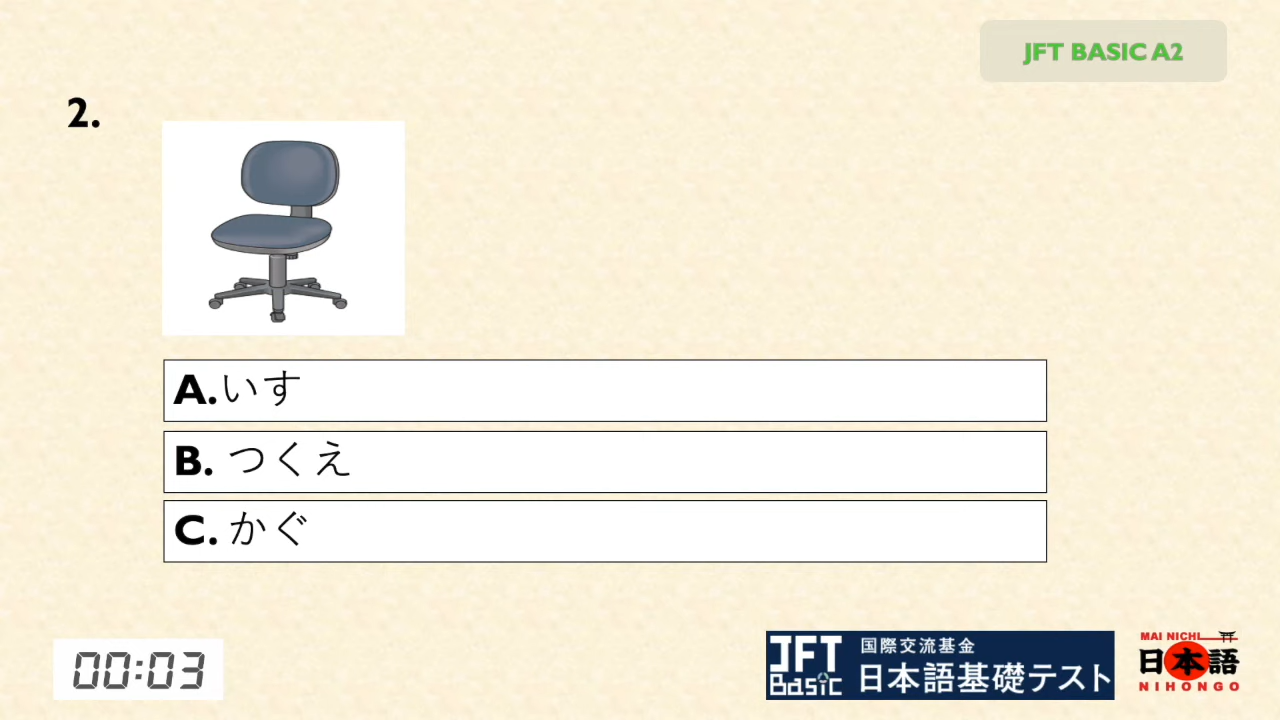 JFT BASIC A2
2.
A.いす
B. つくえ
C. かぐ
00:03
JFT Basic
国際交流基金
日本語基礎テスト
MAI NICHI
日本語
NIHONGO